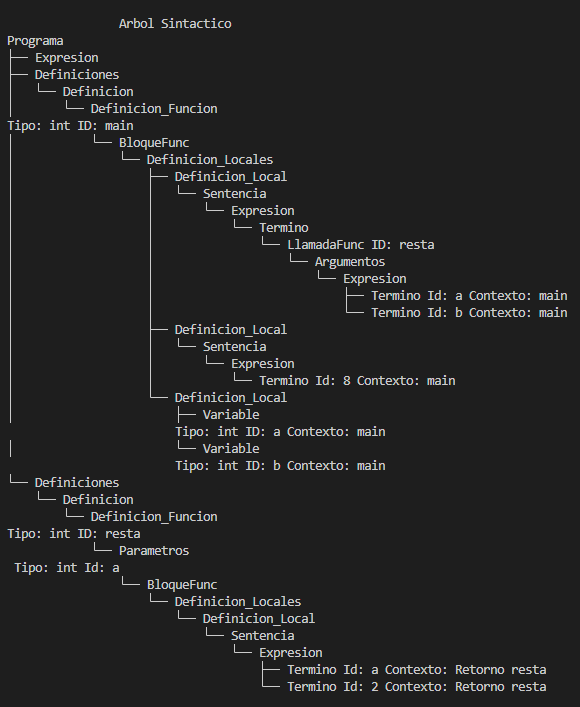 Arbol Sintactico
Programa
├── Expresion
├── Definiciones
│   └── Definicion
│       └── Definicion_Funcion
Tipo: int ID: main
│           └── BloqueFunc
│               └── Definicion_Locales
│                   ├── Definicion_Local
│                   │   └── Sentencia
│                   │       └── Expresion
│                   │           └── Termino
│                   │               └── LlamadaFunc ID: resta
│                   │                   └── Argumentos
│                   │                       └── Expresion
│                   │                           ├── Termino Id: a Contexto: main
│                   │                           └── Termino Id: b Contexto: main
│                   ├── Definicion_Local
│                   │   └── Sentencia
│                   │       └── Expresion
│                   │           └── Termino Id: 8 Contexto: main
│                   └── Definicion_Local
│                       ├── Variable
                        Tipo: int ID: a Contexto: main
│                       └── Variable
                        Tipo: int ID: b Contexto: main
└── Definiciones
    └── Definicion
        └── Definicion_Funcion
Tipo: int ID: resta
            └── Parametros
 Tipo: int Id: a
                └── BloqueFunc
                    └── Definicion_Locales
                        └── Definicion_Local
                            └── Sentencia
                                └── Expresion
                                    ├── Termino Id: a Contexto: Retorno resta
                                    └── Termino Id: 2 Contexto: Retorno resta